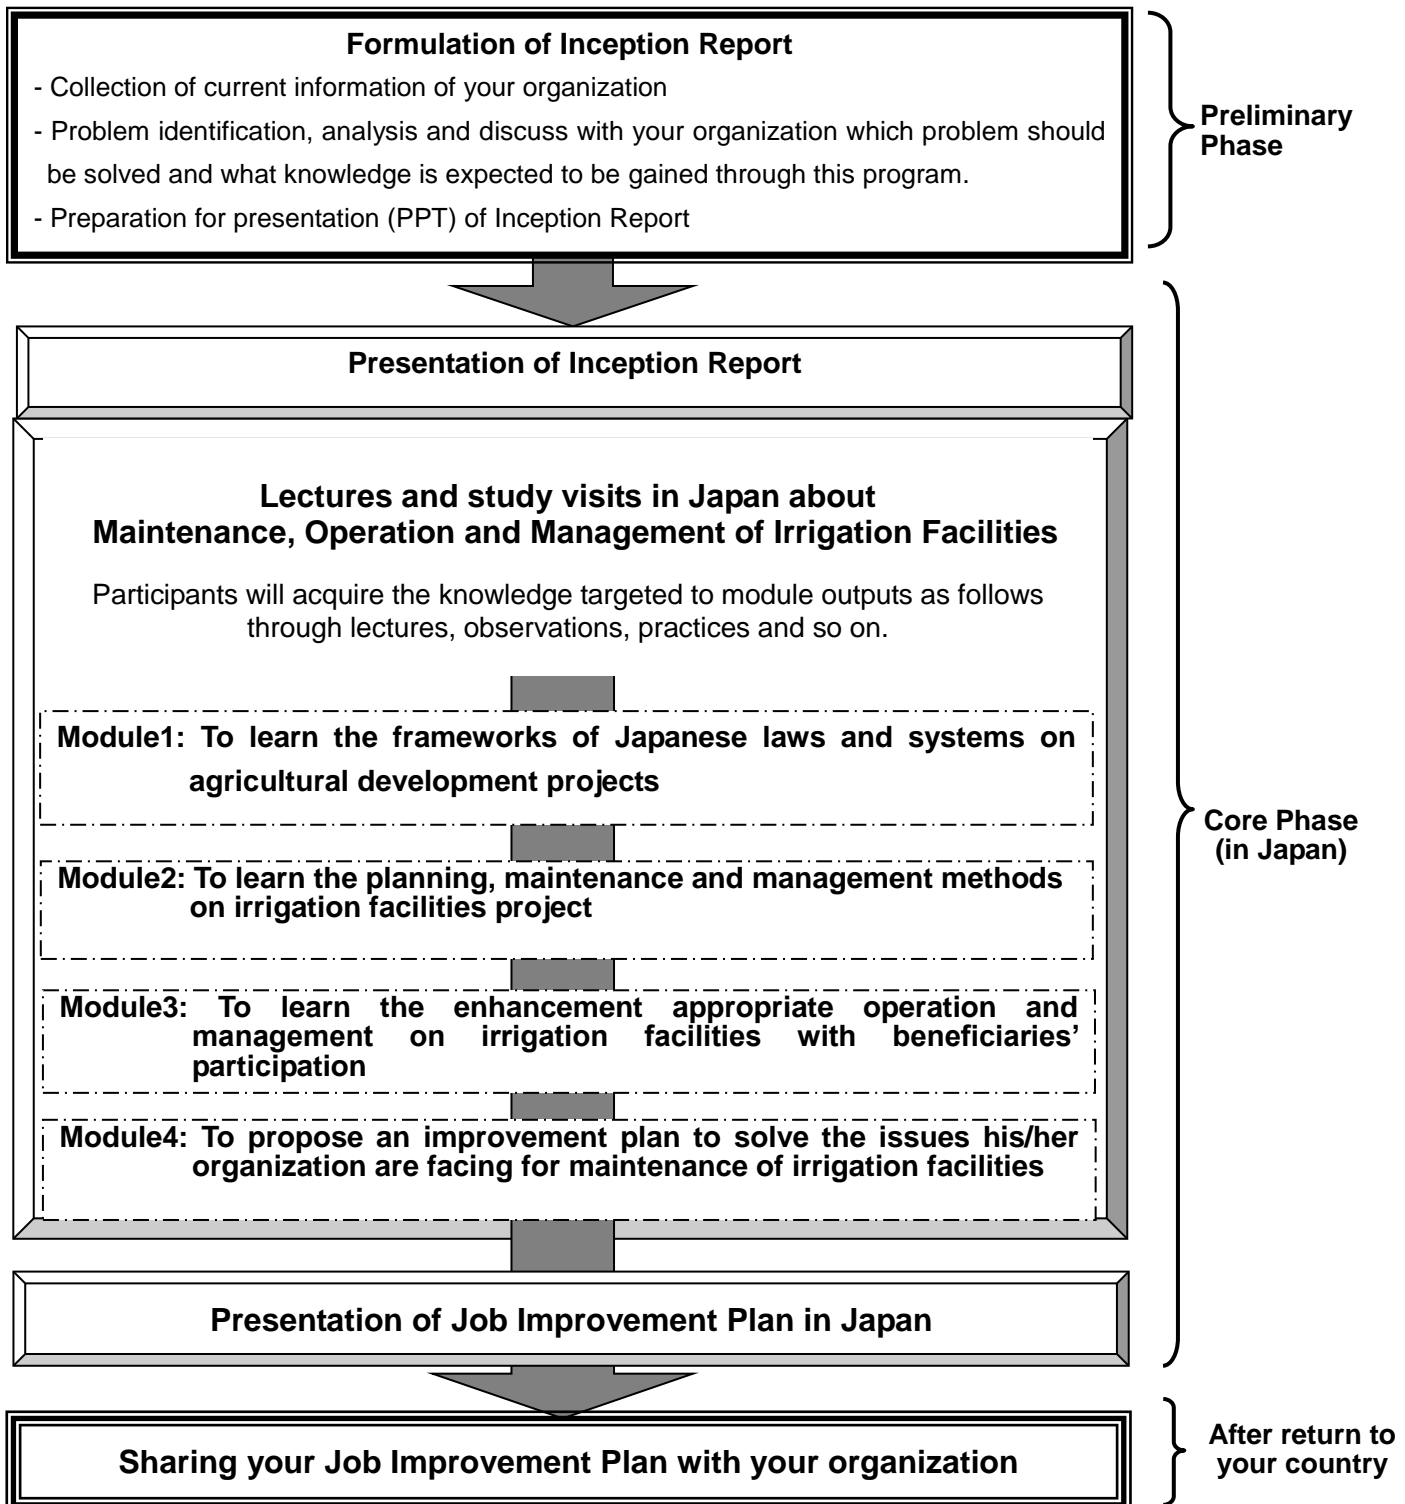 Formulation of Inception Report
- Collection of current information of your organization
- Problem identification, analysis and discuss with your organization which problem should
be solved and what knowledge is expected to be gained through this program.
- Preparation for presentation (PPT) of Inception Report
Preliminary
Phase
Presentation of Inception Report
Lectures and study visits in Japan about
Maintenance, Operation and Management of Irrigation Facilities
Participants will acquire the knowledge targeted to module outputs as follows
through lectures, observations, practices and so on.
Module1: To learn the frameworks of Japanese laws and systems on
agricultural development projects
Module2: To learn the planning, maintenance and management methods
on irrigation facilities project
Module3: To learn the enhancement appropriate operation and
management on irrigation facilities with beneficiaries’
participation
Module4: To propose an improvement plan to solve the issues his/her
organization are facing for maintenance of irrigation facilities
Core Phase
(in Japan)
Presentation of Job Improvement Plan in Japan
Sharing your Job Improvement Plan with your organization
After return to
your country